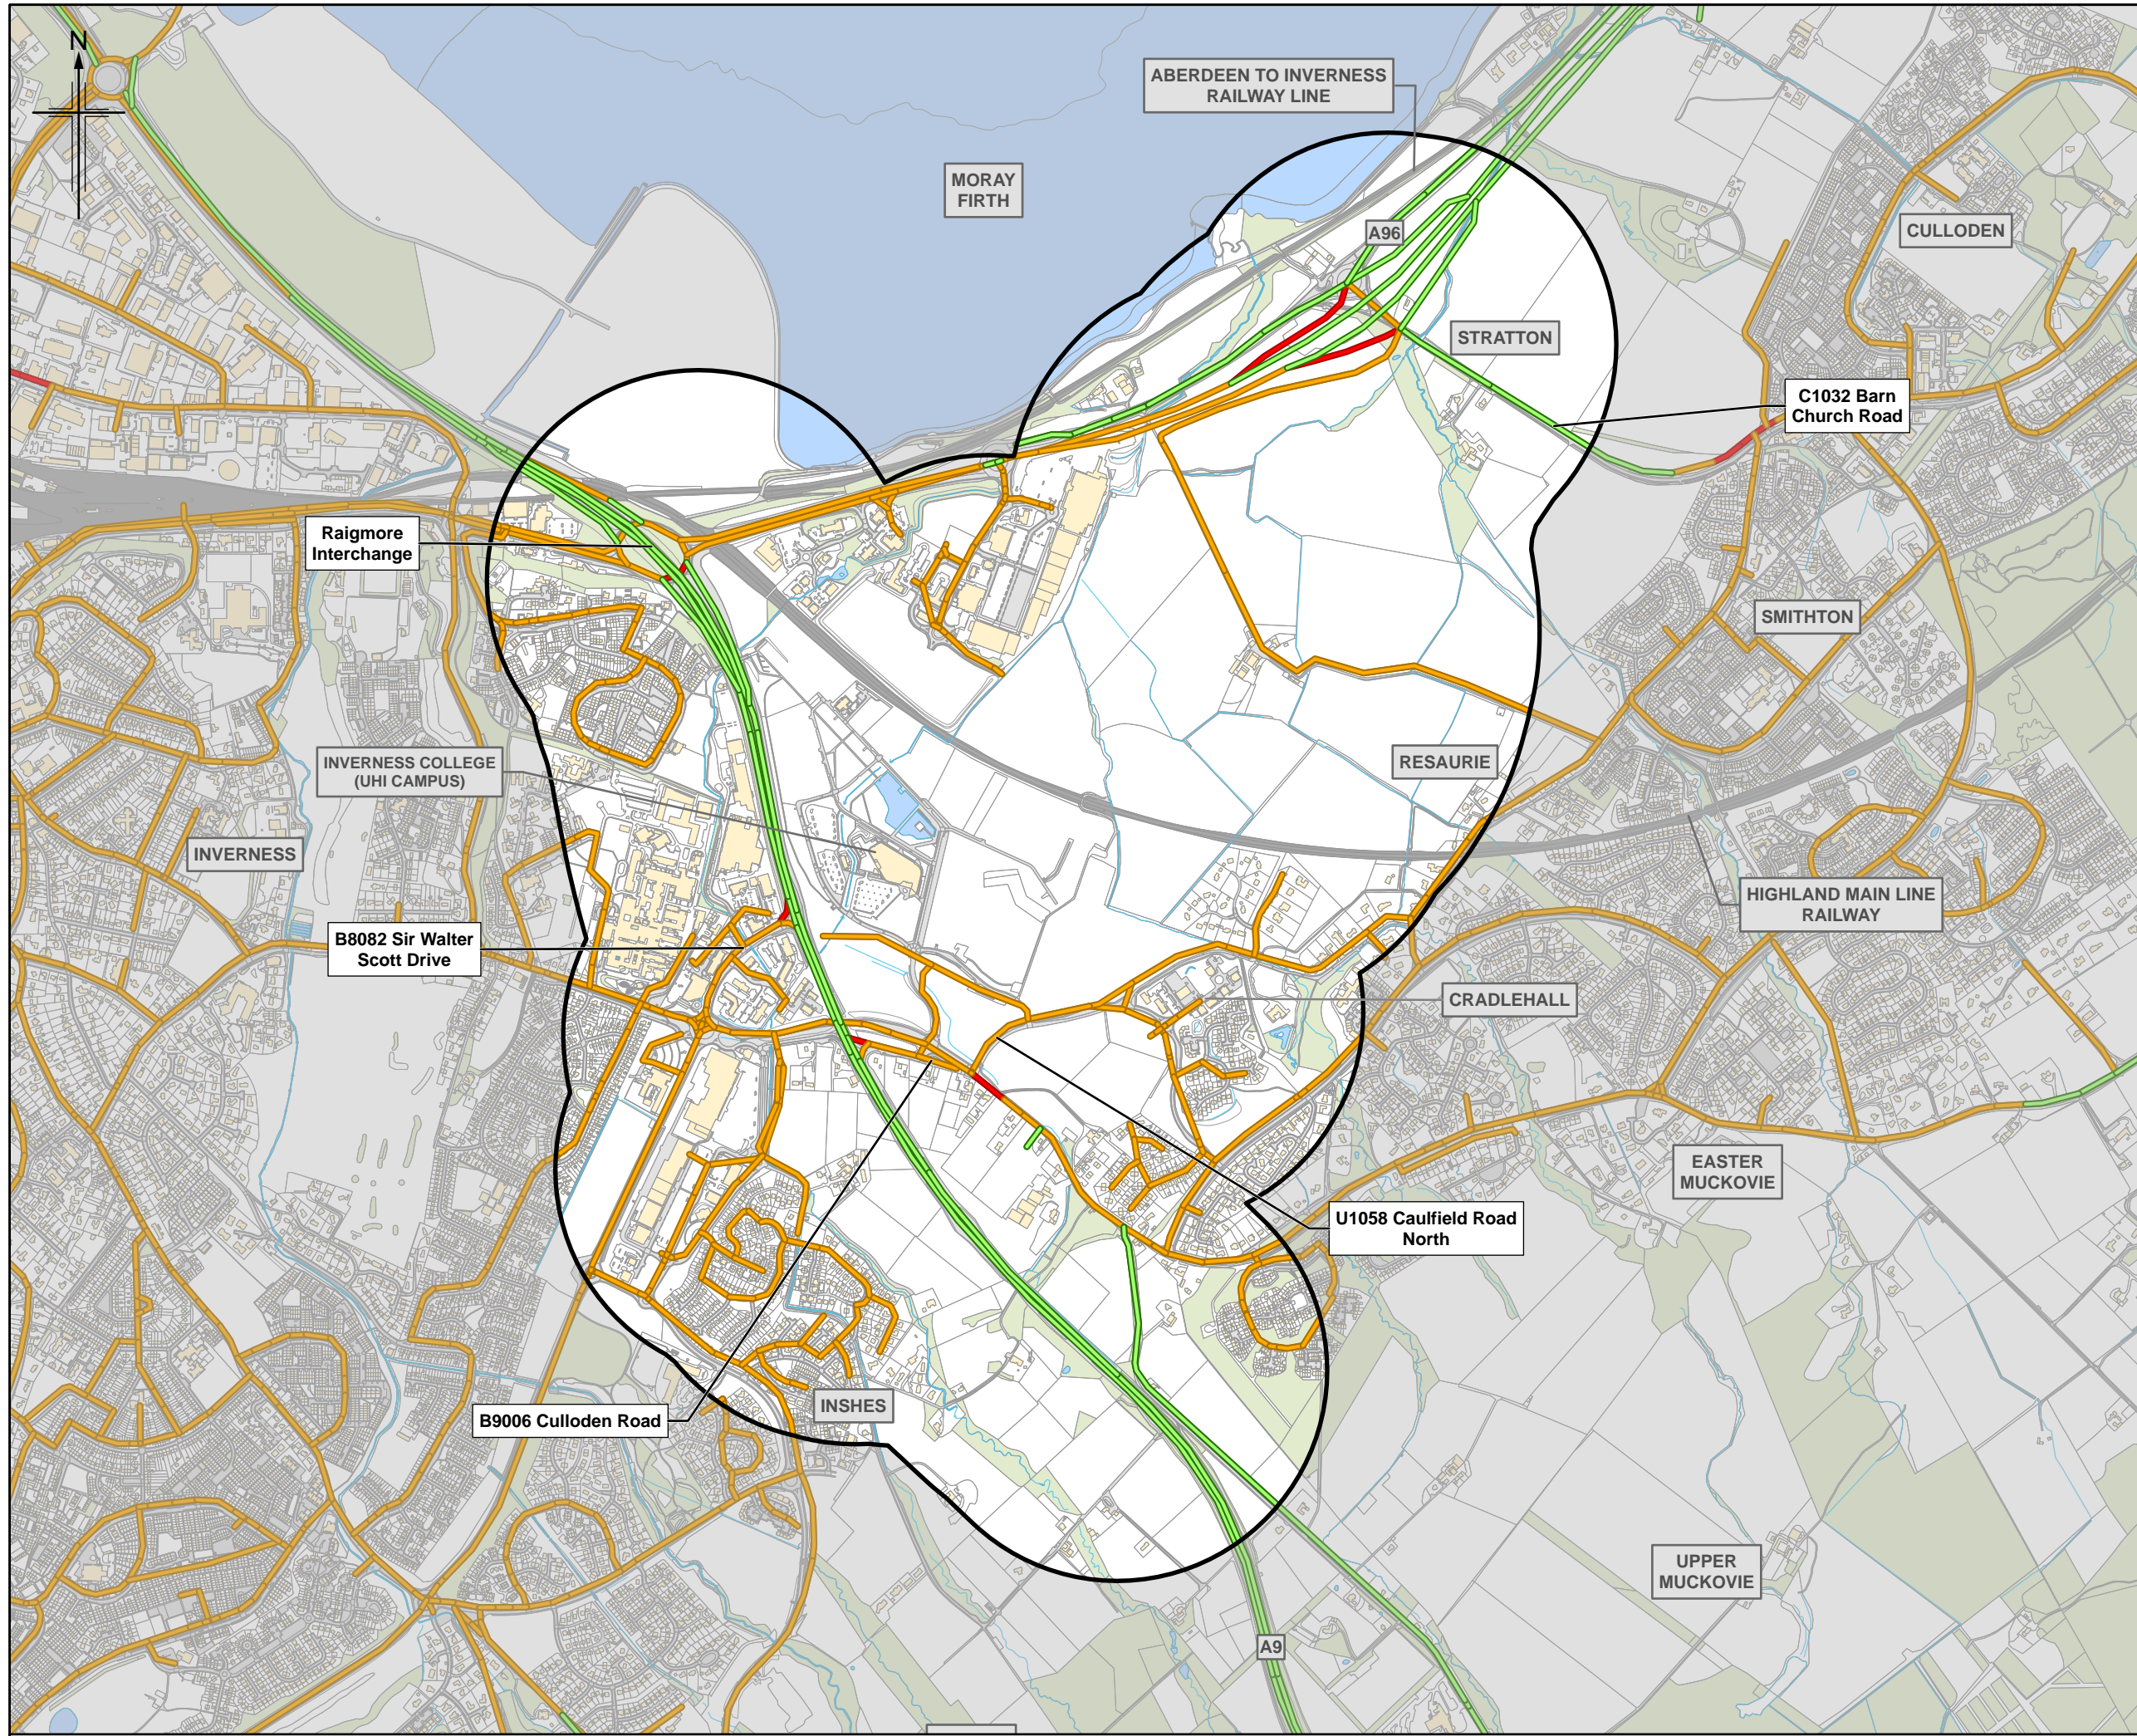 N
ABERDEEN TO INVERNESS
RAILWAY LINE
MORAY
FIRTH
A96
CULLODEN
STRATTON
C1032 Barn
Church Road
Raigmore
Interchange
SMITHTON
INVERNESS COLLEGE
(UHI CAMPUS)
RESAURIE
INVERNESS
HIGHLAND MAIN LINE
RAILWAY
B8082 Sir Walter
Scott Drive
CRADLEHALL
EASTER
MUCKOVIE
U1058 Caulfield Road
North
INSHES
B9006 Culloden Road
UPPER
MUCKOVIE
A9